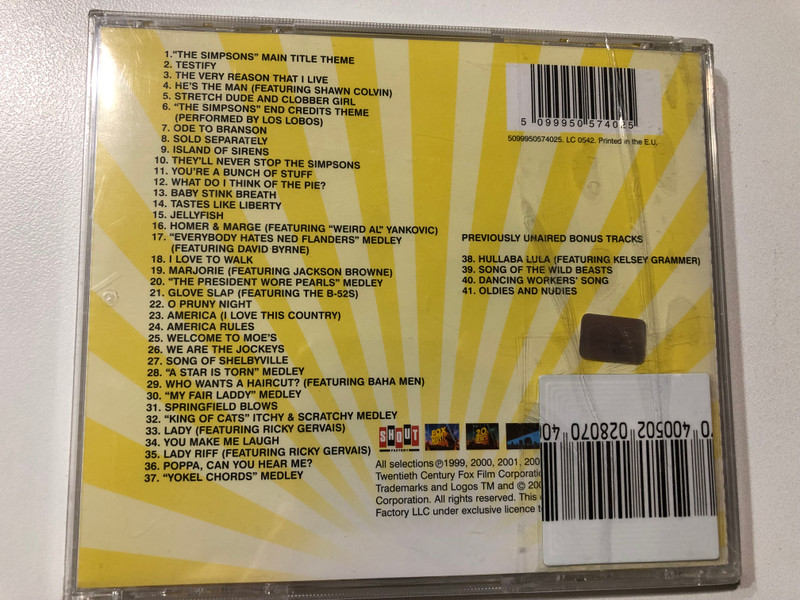 1."THE SIMPSONS" MAIN TITLE THEME
2. TESTIFY
3. THE VERY REASON THAT I LIVE
4. HE'S THE MAN (FEATURING SHAWN COLVIN)
5. STRETCH DUDE AND CLOBBER GIRL
6. "THE SIMPSONS" END CREDITS THEME
(PERFORMED BY LOS LOBOS)
7. ODE TO BRANSON
8. SOLD SEPARATELY
9. ISLAND OF SIRENS
10. THEY'LL NEVER STOP THE SIMPSONS
11. YOU'RE A BUNCH OF STUFF
12. WHAT DO I THINK OF THE PIE?
13. BABY STINK BREATH
14. TASTES LIKE LIBERTY
15. JELLYFISH
16. HOMER & MARGE (FEATURING "WEIRD AL" YANKOVIC)
17. "EVERYBODY HATES NED FLANDERS" MEDLEY
(FEATURING DAVID BYRNE)
18. I LOVE TO WALK
19. MARJORIE (FEATURING JACKSON BROWNE)
20. "THE PRESIDENT WORE PEARLS" MEDLEY
21. GLOVE SLAP (FEATURING THE B-52S)
22. O PRUNY NIGHT
23. AMERICA (I LOVE THIS COUNTRY)
24. AMERICA RULES
25. WELCOME TO MOE'S
26. WE ARE THE JOCKEYS
27. SONG OF SHELBYVILLE
28. "A STAR IS TORN" MEDLEY
29. WHO WANTS A HAIRCUT? (FEATURING BAHA MEN)
30. "MY FAIR LADDY" MEDLEY
31. SPRINGFIELD BLOWS
32. "KING OF CATS" ITCHY & SCRATCHY MEDLEY
33. LADY (FEATURING RICKY GERVAIS)
34. YOU MAKE ME LAUGH
35. LADY RIFF (FEATURING RICKY GERVAIS)
36. POPPA, CAN YOU HEAR ME?
37. "YOKEL CHORDS" MEDLEY
5 099950 574025
5099950574025. LC 0542. Printed in the E.U.
PREVIOUSLY UNAIRED BONUS TRACKS
38. HULLABA LULA (FEATURING KELSEY GRAMMER)
39. SONG OF THE WILD BEASTS
40. DANCING WORKERS' SONG
41. OLDIES AND NUDIES
SHOUT
FACTORY
All selections ℗1999, 2000, 2001, 200
Twentieth Century Fox Film Corporatio
Trademarks and Logos TM and © 200
Corporation. All rights reserved. This
Factory LLC under exclusive licence t
400502 028070